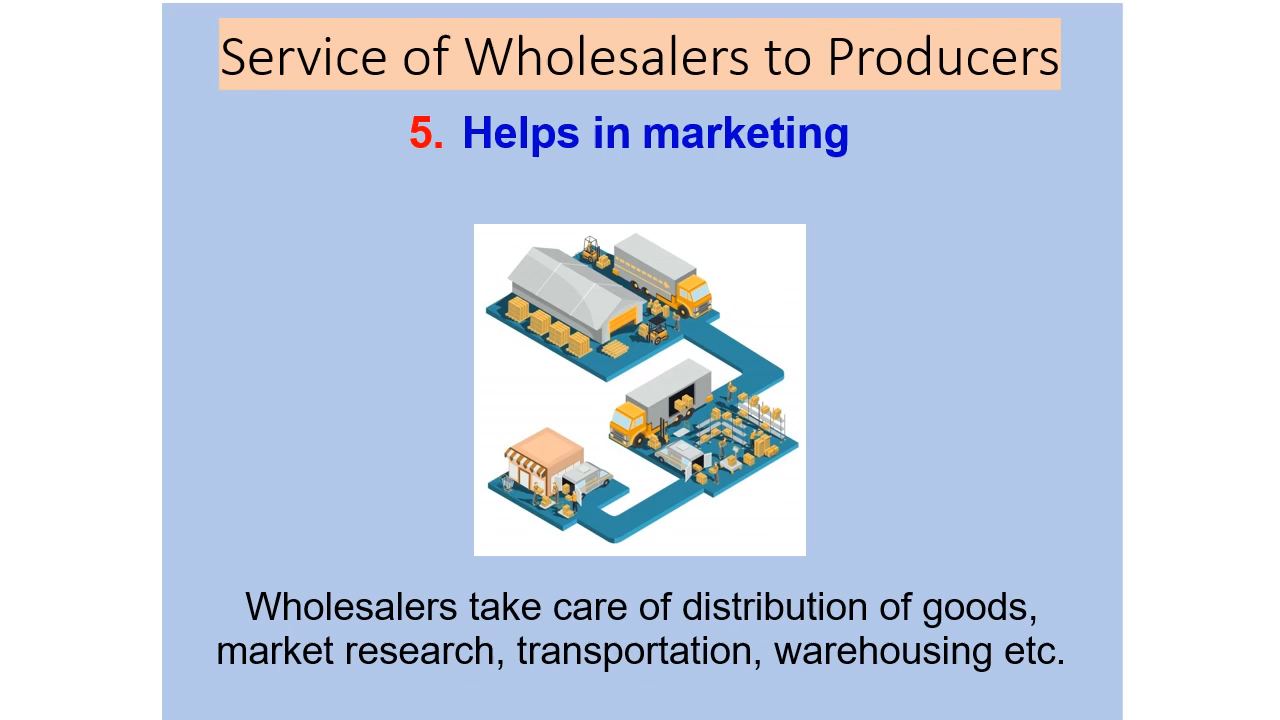 Service of Wholesalers to Producers
5. Helps in marketing
Wholesalers take care of distribution of goods,
market research, transportation, warehousing etc.